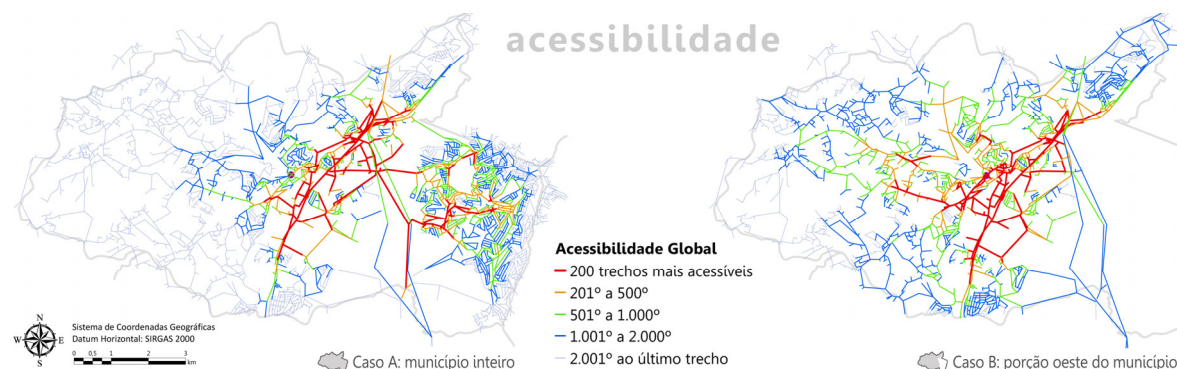 acessibilidade
Acessibilidade Global
200 trechos mais acessíveis
201º a 500º
501º a 1.000º
1.001º a 2.000º
2.001º ao último trecho
N
W E
S
Sistema de Coordenadas Geográficas
Datum Horizontal: SIRGAS 2000
0 0,5 1 2 3
km
Caso A: município inteiro
Caso B: porção oeste do município